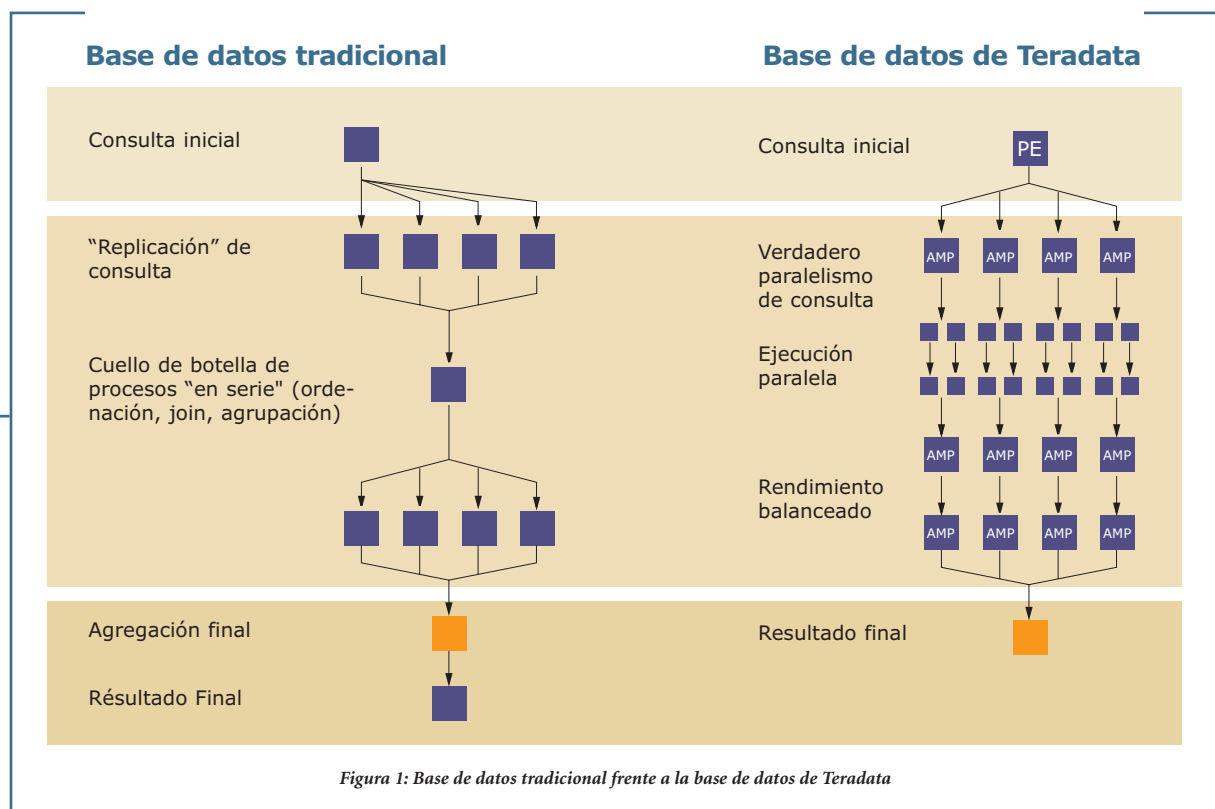 Base de datos tradicional
Consulta inicial
“Replicación” de
consulta
Cuello de botella de
procesos “en serie" (orde-
nación, join, agrupación)
Agregación final
Résultado Final
Base de datos de Teradata
Consulta inicial
PE
Verdadero
paralelismo
de consulta
AMP AMP AMP AMP
Ejecución
paralela
AMP AMP AMP AMP
Rendimiento
balanceado
AMP AMP AMP AMP
Resultado final
Figura 1: Base de datos tradicional frente a la base de datos de Teradata